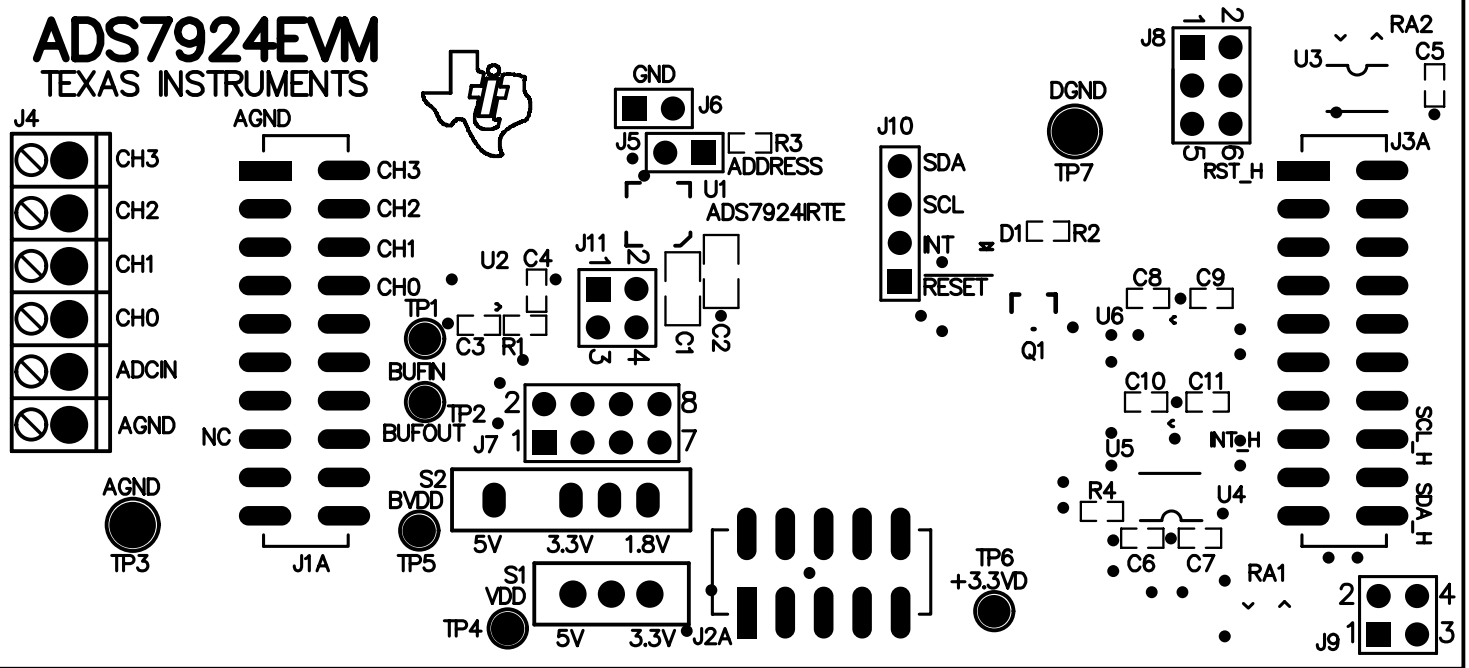 ADS7924EVM
TEXAS INSTRUMENTS
J4
CH3
CH2
CH1
CH0
ADCIN
AGND
AGND
TP3
AGND
CH3
CH2
CH1
CH0
NC
J1A
TP1
BUFIN
TP2
BUFOUT
BVDD
TP5
GND
J6
J5
R3
ADDRESS
U1
ADS7924IRTE
U2
C4
C3
R1
J11
1
2
3
4
C1
C2
2
8
1
7
J7
S2
5V
3.3V
1.8V
S1
VDD
TP4
5V
3.3V
J2A
J10
SDA
SCL
INT
RESET
D1
R2
Q1
DGND
TP7
J8
1
2
5
6
RST_H
U3
RA2
C5
J3A
C8
C9
U6
C10
C11
INT_H
U5
SCL_H
SDA_H
R4
U4
C6
C7
RA1
TP6
+3.3VD
J9
2
4
1
3